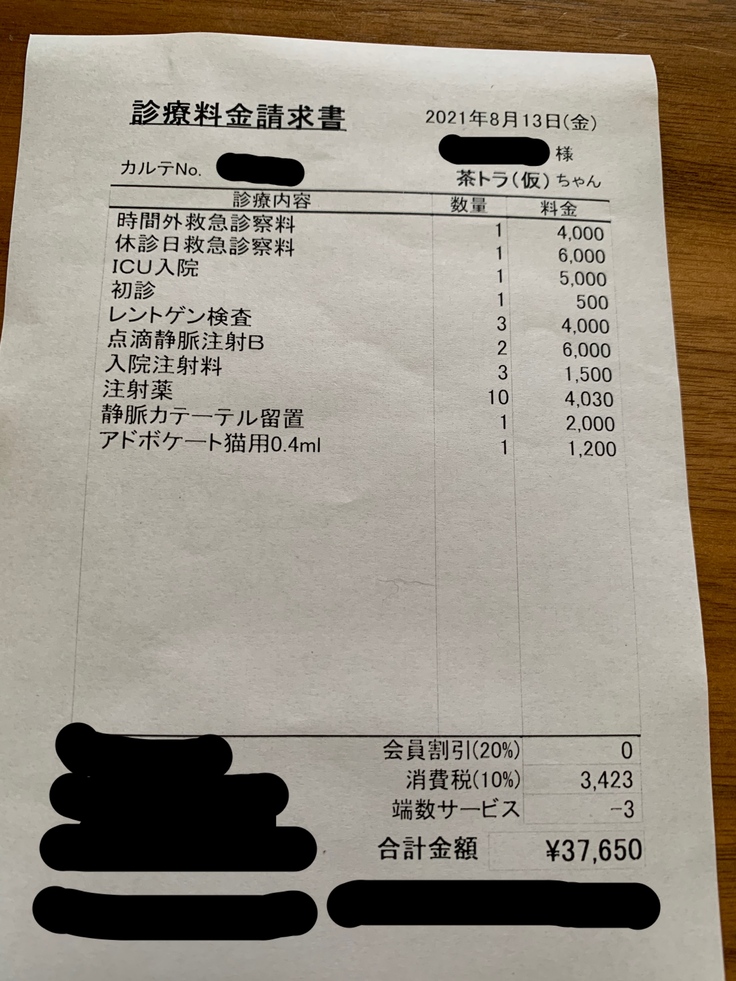 診療料金請求書
2021年8月13日(金)
様
カルテNo.
茶トラ(仮)ちゃん
診療内容 数量 料金
時間外救急診察料 1 4,000
休診日救急診察料 1 6,000
ICU入院 1 5,000
初診 1 500
レントゲン検査 3 4,000
点滴静脈注射B 2 6,000
入院注射料 3 1,500
注射薬 10 4,030
静脈カテーテル留置 1 2,000
アドボケート猫用0.4ml 1 1,200
会員割引(20%) 0
消費税(10%) 3,423
端数サービス -3
合計金額 ¥37,650